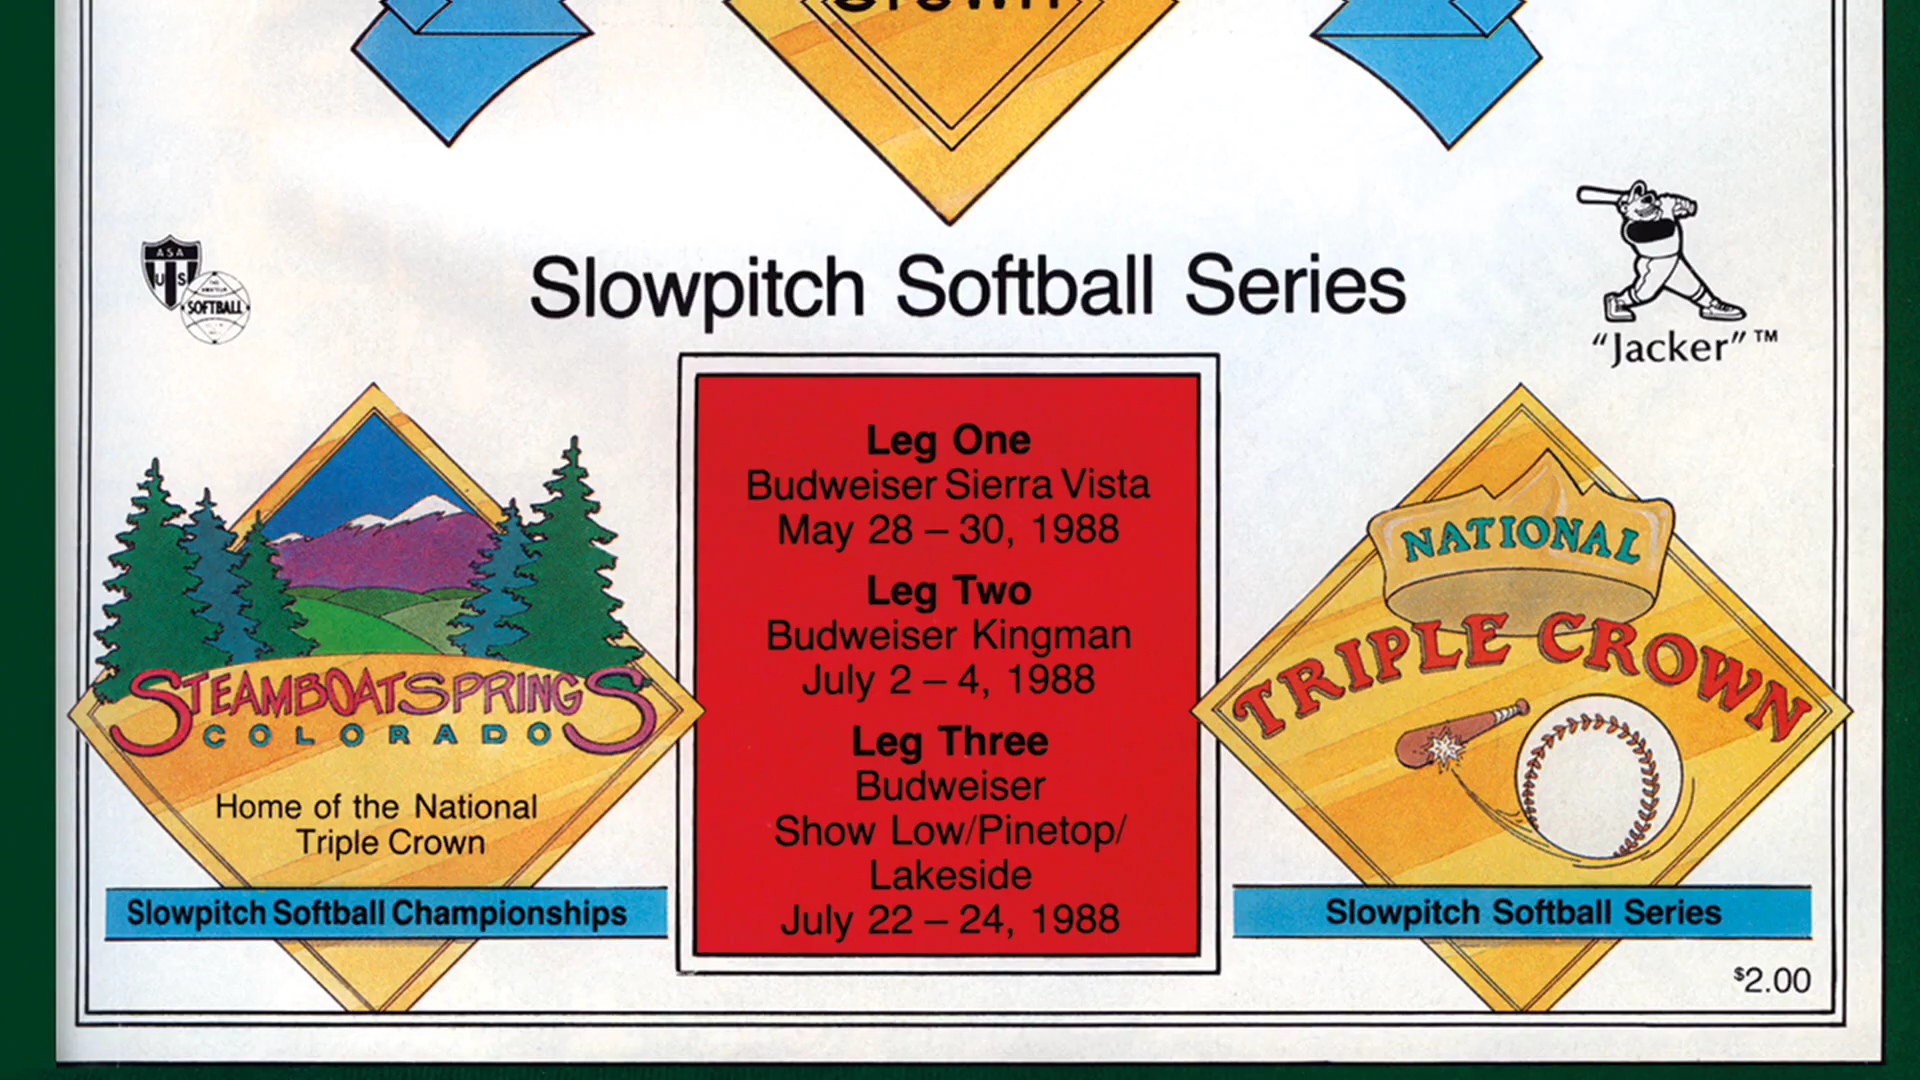 Slowpitch Softball Series
ASA
US
SOFTBALL
"Jacker"™
Leg One
Budweiser Sierra Vista
May 28 – 30, 1988
Leg Two
Budweiser Kingman
July 2 – 4, 1988
Leg Three
Budweiser
Show Low/Pinetop/
Lakeside
July 22 – 24, 1988
STEAMBOAT SPRINGS
COLORADO
Home of the National
Triple Crown
Slowpitch Softball Championships
NATIONAL
TRIPLE CROWN
Slowpitch Softball Series
$2.00